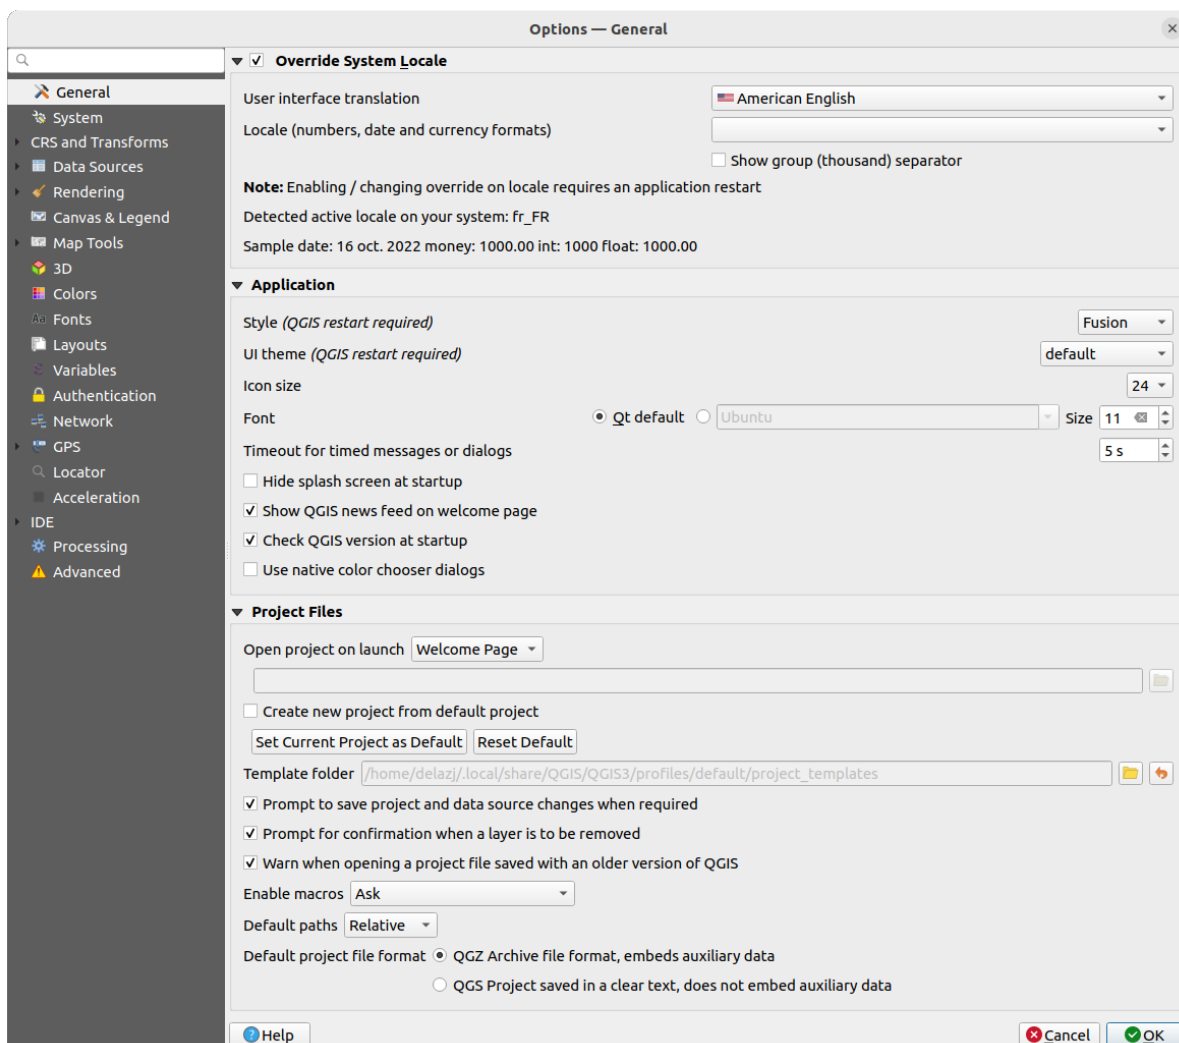 Options — General
Override System Locale
General
User interface translation
American English
System
Locale (numbers, date and currency formats)
CRS and Transforms
Show group (thousand) separator
Data Sources
Note: Enabling / changing override on locale requires an application restart
Rendering
Detected active locale on your system: fr_FR
Canvas & Legend
Sample date: 16 oct. 2022 money: 1000.00 int: 1000 float: 1000.00
Map Tools
3D
Application
Colors
Style (QGIS restart required)
Fusion
Fonts
UI theme (QGIS restart required)
default
Layouts
Icon size
24
Variables
Authentication
Font
Qt default
Ubuntu
Size
11
Network
GPS
Timeout for timed messages or dialogs
5 s
Locator
Hide splash screen at startup
Acceleration
Show QGIS news feed on welcome page
IDE
Check QGIS version at startup
Processing
Use native color chooser dialogs
Advanced
Project Files
Open project on launch
Welcome Page
Create new project from default project
Set Current Project as Default
Reset Default
Template folder
/home/delazj/.local/share/QGIS/QGIS3/profiles/default/project_templates
Prompt to save project and data source changes when required
Prompt for confirmation when a layer is to be removed
Warn when opening a project file saved with an older version of QGIS
Enable macros
Ask
Default paths
Relative
Default project file format
QGZ Archive file format, embeds auxiliary data
QGS Project saved in a clear text, does not embed auxiliary data
Help
Cancel
OK